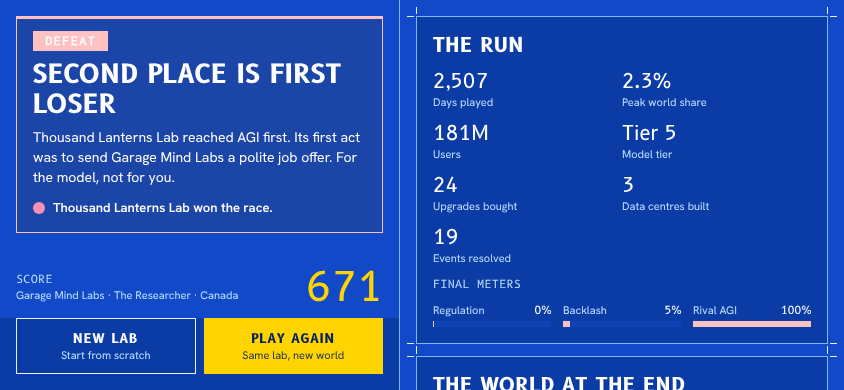 DEFEAT
SECOND PLACE IS FIRST
LOSER
Thousand Lanterns Lab reached AGI first. Its first act
was to send Garage Mind Labs a polite job offer. For
the model, not for you.
Thousand Lanterns Lab won the race.
SCORE
Garage Mind Labs · The Researcher · Canada
671
NEW LAB
Start from scratch
PLAY AGAIN
Same lab, new world
THE RUN
2,507
Days played
2.3%
Peak world share
181M
Users
Tier 5
Model tier
24
Upgrades bought
3
Data centres built
19
Events resolved
FINAL METERS
Regulation 0%
Backlash 5%
Rival AGI 100%
THE WORLD AT THE END